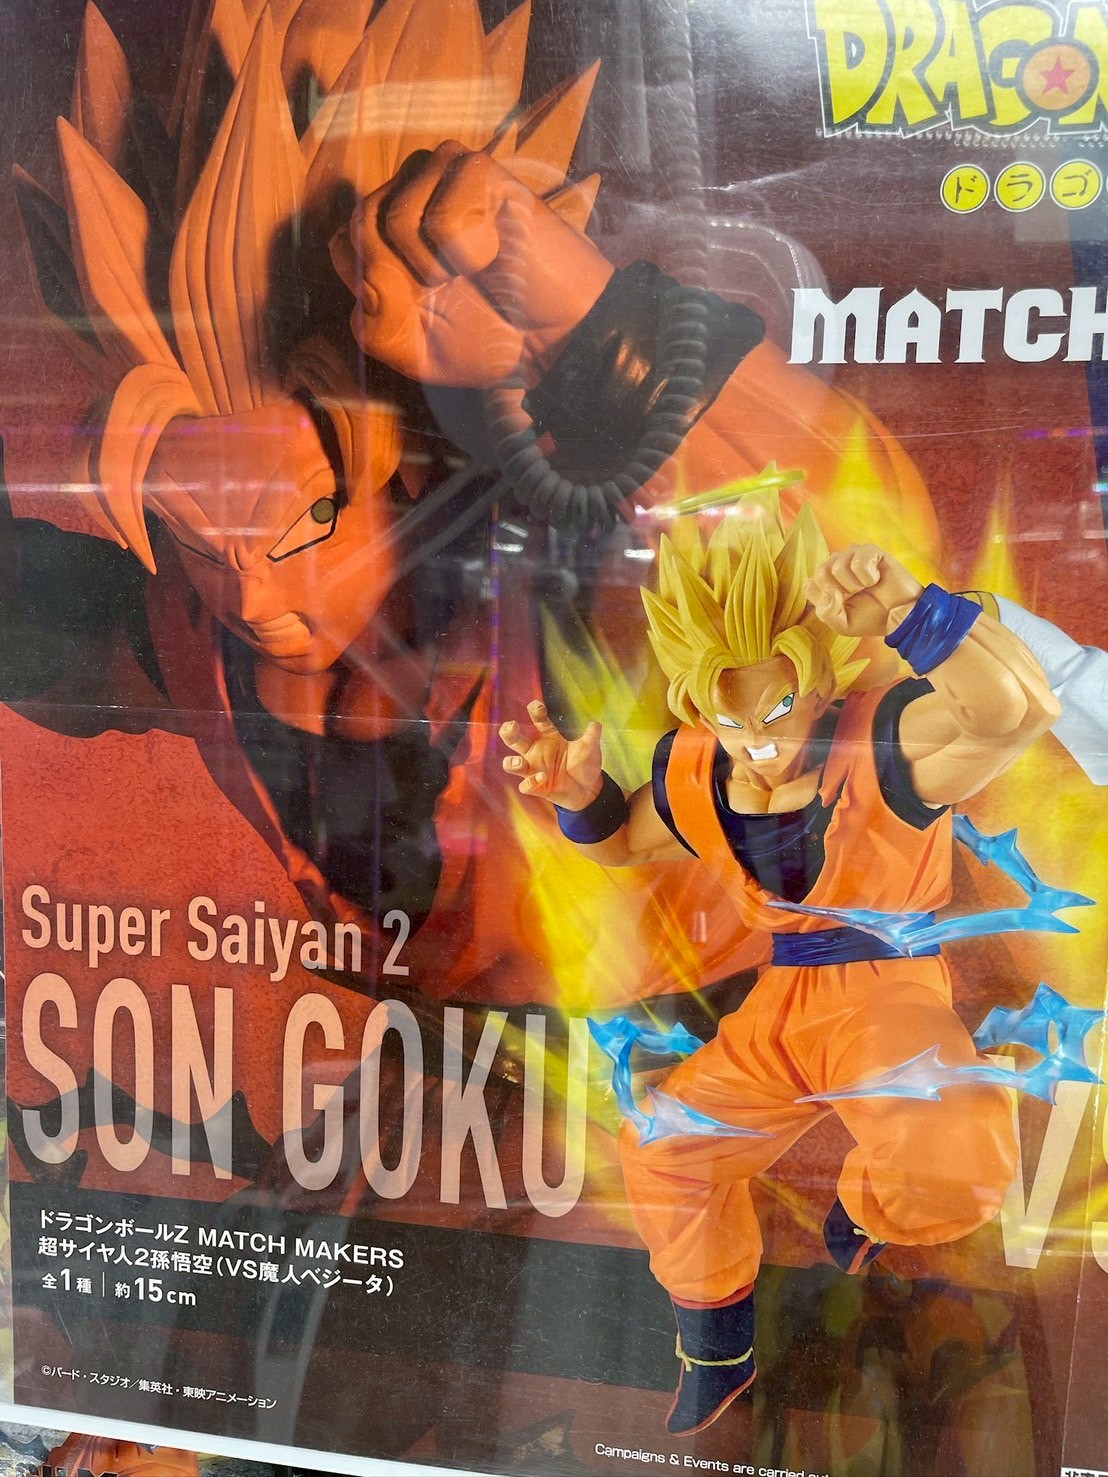 DRAGON
ドラゴ
MATCH
Super Saiyan 2
SON GOKU
VS
ドラゴンボールZ MATCH MAKERS
超サイヤ人2孫悟空(VS魔人ベジータ)
全1種 | 約15cm
©バード・スタジオ/集英社・東映アニメーション
Campaigns & Events are carried out